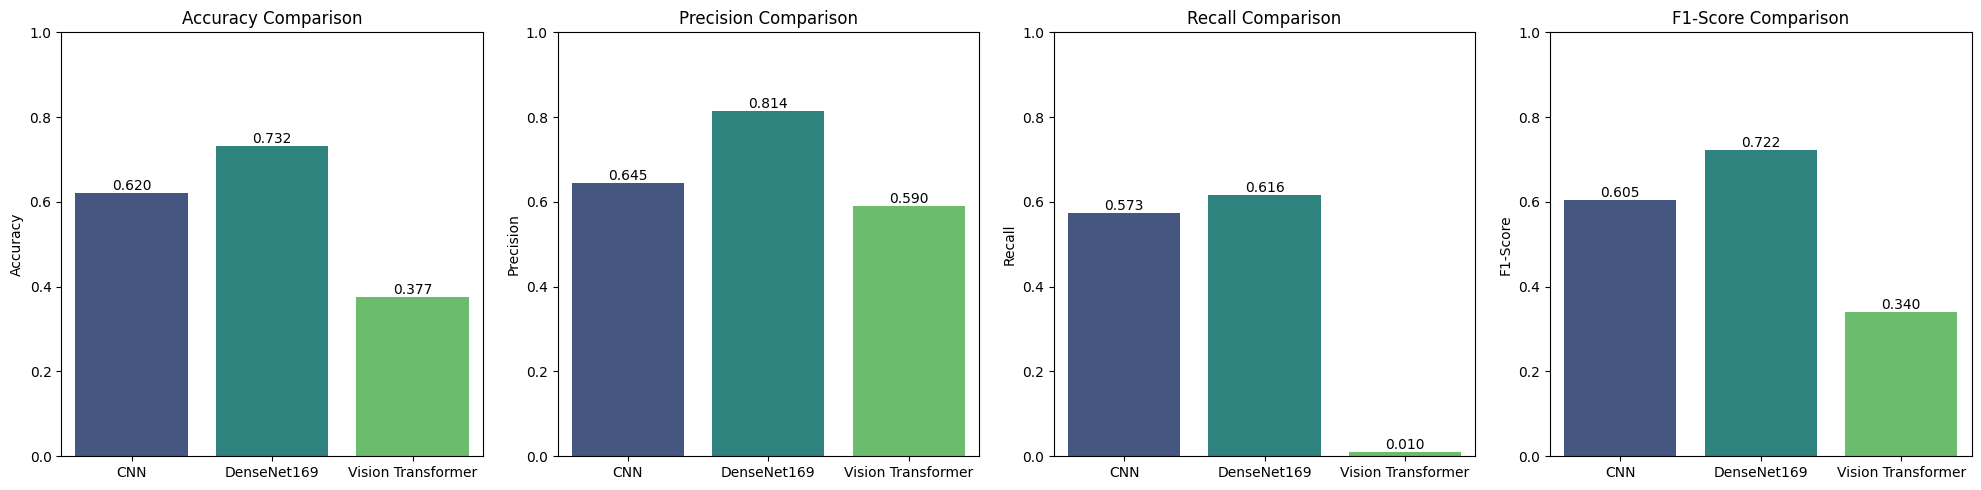 Accuracy Comparison
1.0
0.8
0.6
0.4
0.2
0.0
Accuracy
0.620
0.732
0.377
CNN
DenseNet169
Vision Transformer
Precision Comparison
1.0
0.8
0.6
0.4
0.2
0.0
Precision
0.645
0.814
0.590
CNN
DenseNet169
Vision Transformer
Recall Comparison
1.0
0.8
0.6
0.4
0.2
0.0
Recall
0.573
0.616
0.010
CNN
DenseNet169
Vision Transformer
F1-Score Comparison
1.0
0.8
0.6
0.4
0.2
0.0
F1-Score
0.605
0.722
0.340
CNN
DenseNet169
Vision Transformer